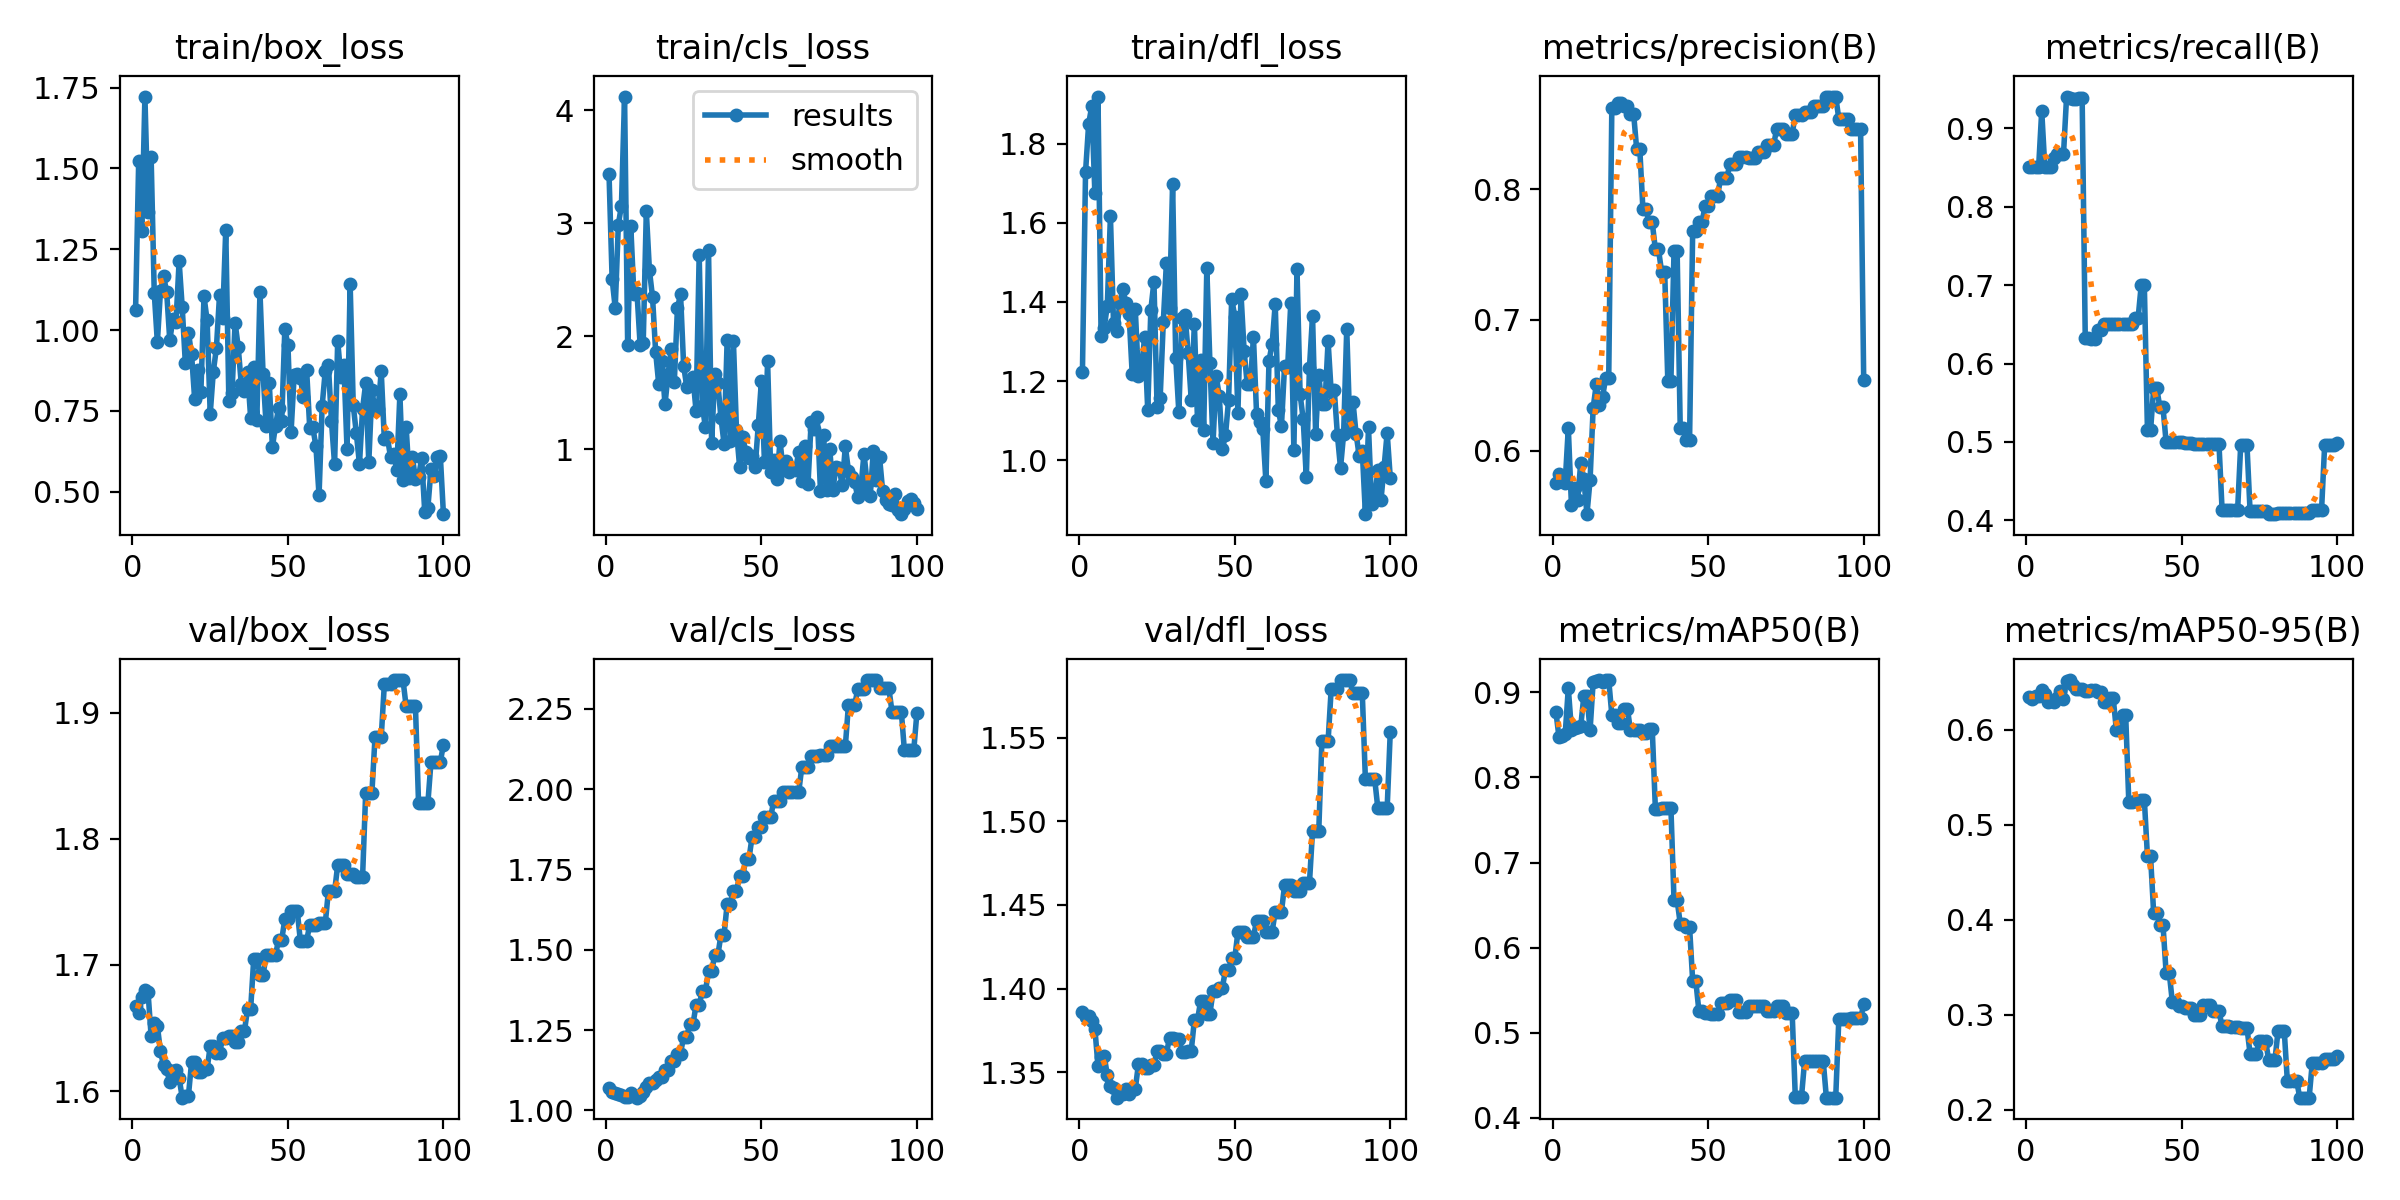 train/box_loss
1.75
1.50
1.25
1.00
0.75
0.50
0 50 100
train/cls_loss
results
smooth
4
3
2
1
0 50 100
train/dfl_loss
1.8
1.6
1.4
1.2
1.0
0 50 100
metrics/precision(B)
0.8
0.7
0.6
0 50 100
metrics/recall(B)
0.9
0.8
0.7
0.6
0.5
0.4
0 50 100
val/box_loss
1.9
1.8
1.7
1.6
0 50 100
val/cls_loss
2.25
2.00
1.75
1.50
1.25
1.00
0 50 100
val/dfl_loss
1.55
1.50
1.45
1.40
1.35
0 50 100
metrics/mAP50(B)
0.9
0.8
0.7
0.6
0.5
0.4
0 50 100
metrics/mAP50-95(B)
0.6
0.5
0.4
0.3
0.2
0 50 100